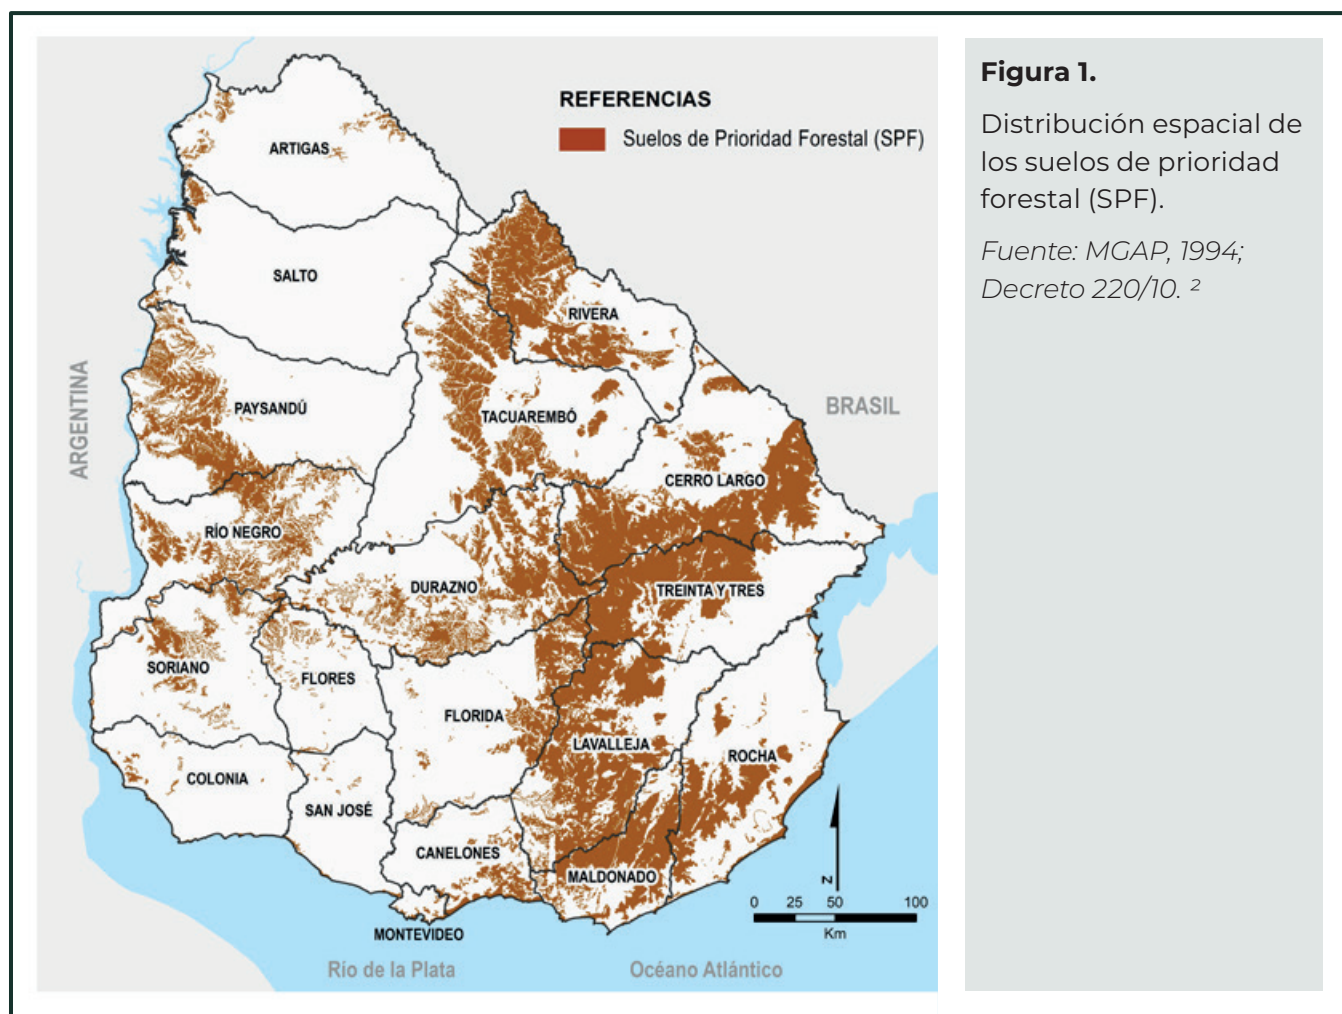 REFERENCIAS
Suelos de Prioridad Forestal (SPF)
ARTIGAS
SALTO
RIVERA
PAYSANDÚ
TACUAREMBÓ
ARGENTINA
BRASIL
CERRO LARGO
RÍO NEGRO
DURAZNO
TREINTA Y TRES
SORIANO
FLORES
FLORIDA
LAVALLEJA
ROCHA
COLONIA
SAN JOSÉ
CANELONES
MALDONADO
MONTEVIDEO
Río de la Plata
Océano Atlántico
N
0 25 50 100
Km
Figura 1.
Distribución espacial de
los suelos de prioridad
forestal (SPF).
Fuente: MGAP, 1994;
Decreto 220/10. ²